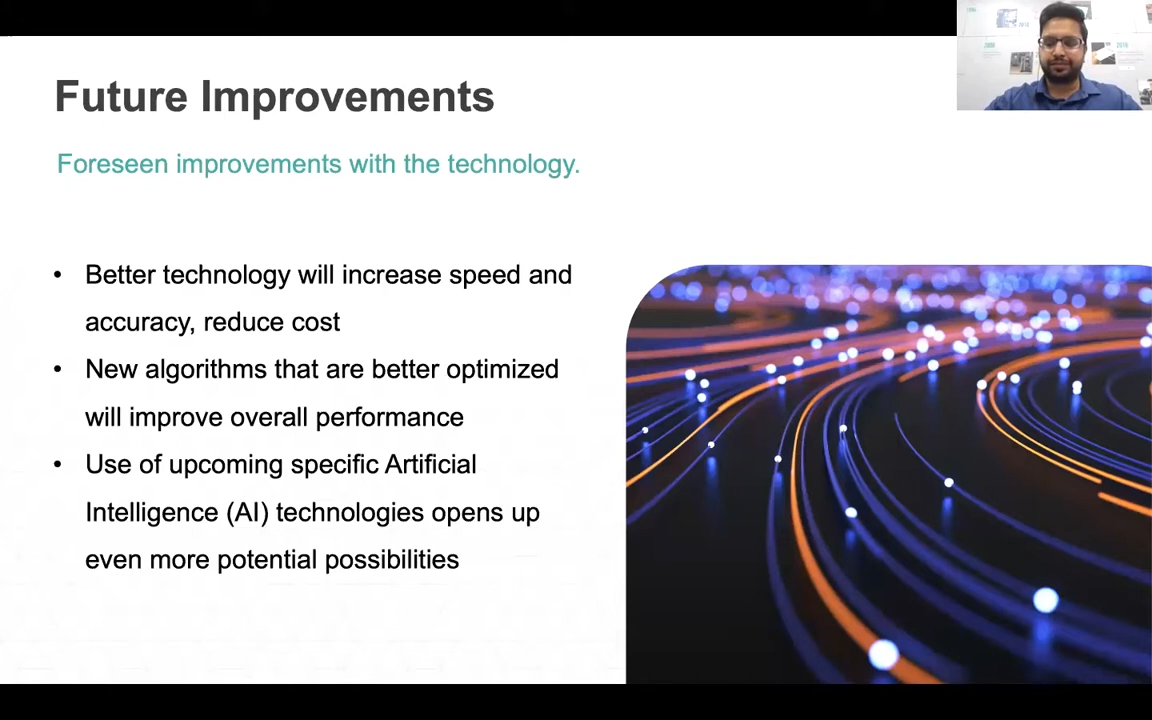 Future Improvements
Foreseen improvements with the technology.
• Better technology will increase speed and
accuracy, reduce cost
• New algorithms that are better optimized
will improve overall performance
• Use of upcoming specific Artificial
Intelligence (AI) technologies opens up
even more potential possibilities